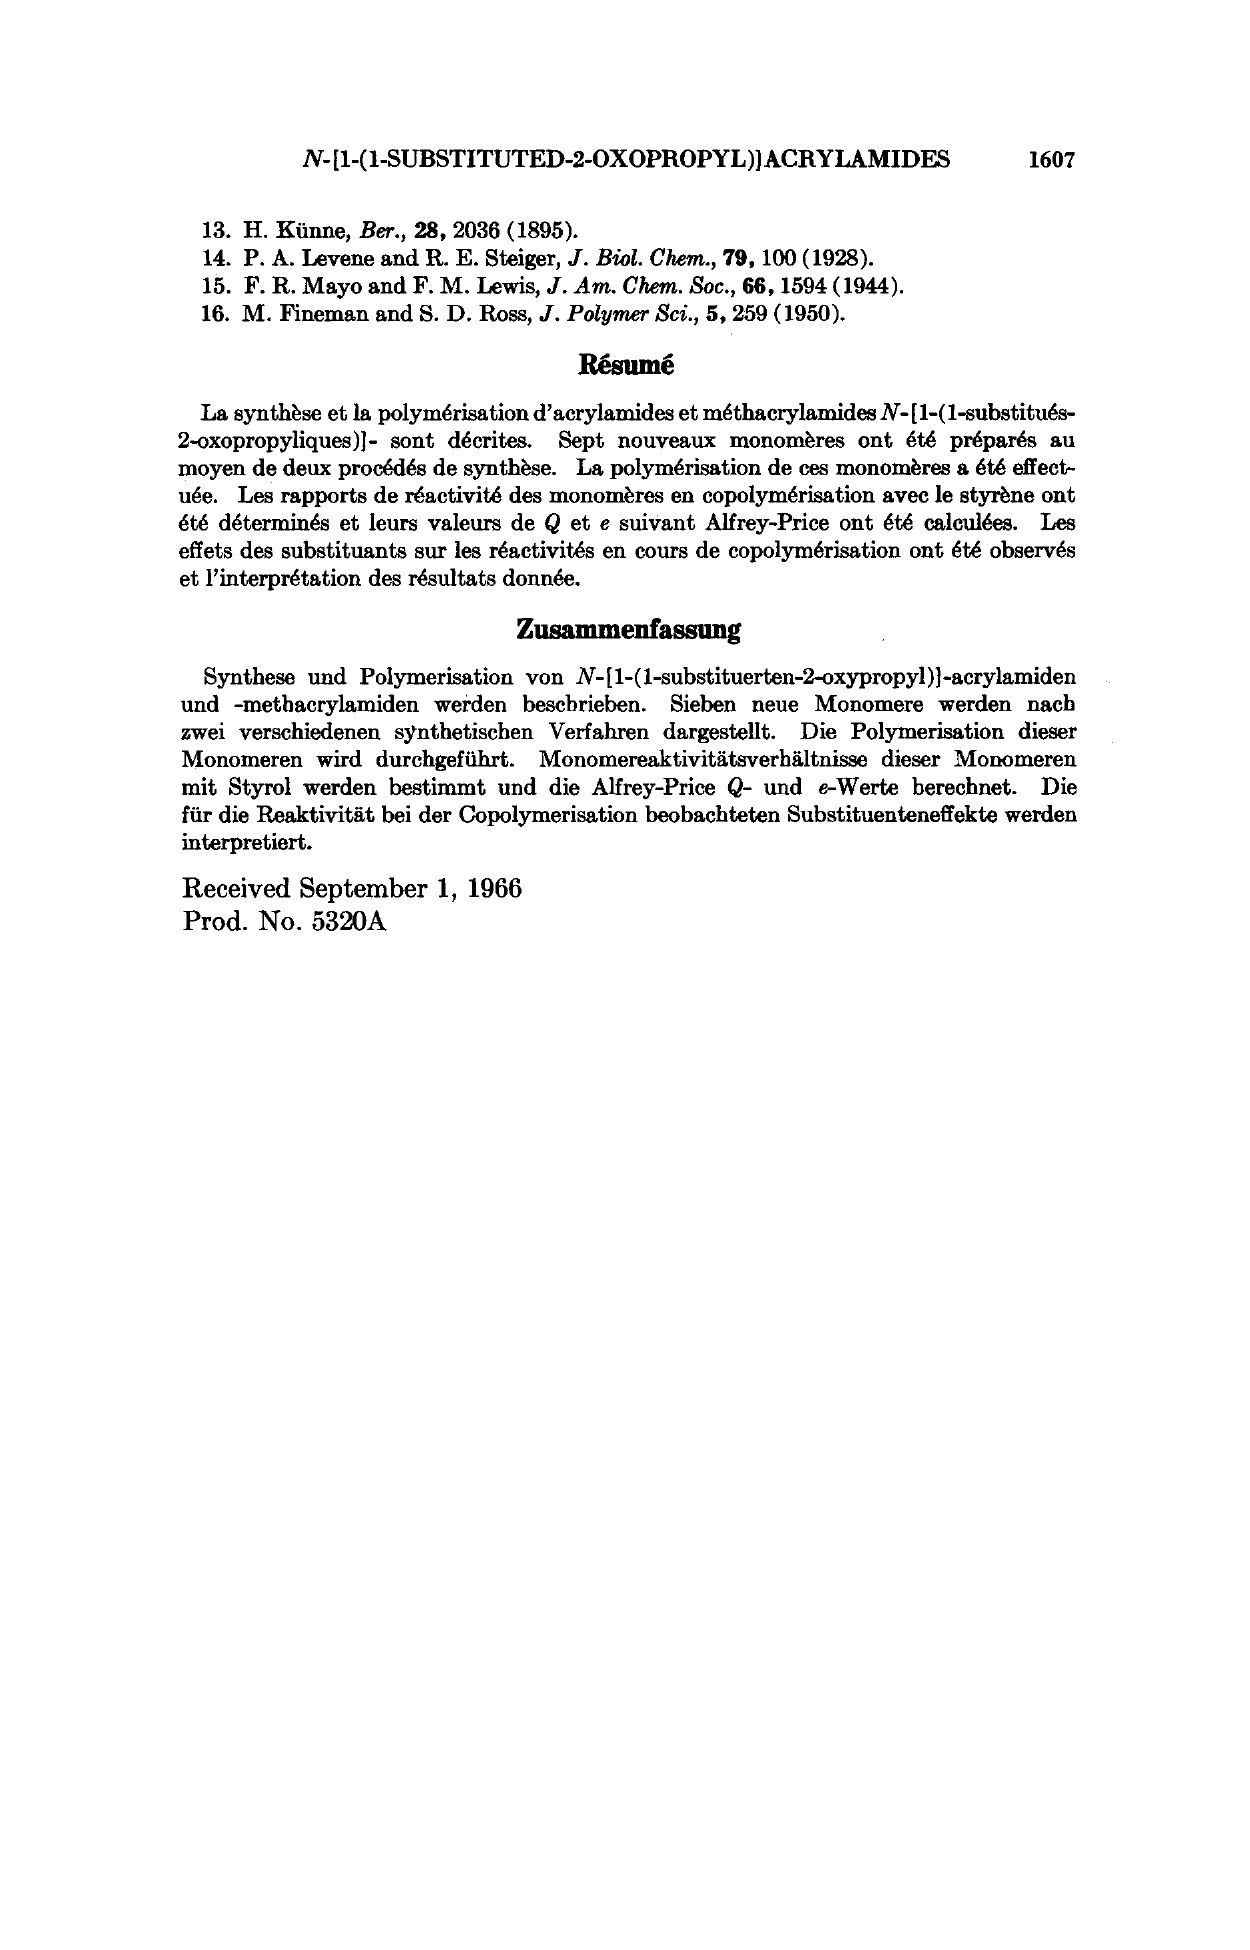 N-[1-(1-SUBSTITUTED-2-OXOPROPYL)]ACRYLAMIDES 1607
13. H. Künne, Ber., 28, 2036 (1895).
14. P. A. Levene and R. E. Steiger, J. Biol. Chem., 79, 100 (1928).
15. F. R. Mayo and F. M. Lewis, J. Am. Chem. Soc., 66, 1594 (1944).
16. M. Fineman and S. D. Ross, J. Polymer Sci., 5, 259 (1950).
Résumé
La synthèse et la polymérisation d'acrylamides et méthacrylamides N-[1-(1-substitués-
2-oxopropyliques)]- sont décrites. Sept nouveaux monomères ont été préparés au
moyen de deux procédés de synthèse. La polymérisation de ces monomères a été effect-
uée. Les rapports de réactivité des monomères en copolymérisation avec le styrène ont
été déterminés et leurs valeurs de Q et e suivant Alfrey-Price ont été calculées. Les
effets des substituants sur les réactivités en cours de copolymérisation ont été observés
et l'interprétation des résultats donnée.
Zusammenfassung
Synthese und Polymerisation von N-[1-(1-substituerten-2-oxypropyl)]-acrylamiden
und -methacrylamiden werden beschrieben. Sieben neue Monomere werden nach
zwei verschiedenen synthetischen Verfahren dargestellt. Die Polymerisation dieser
Monomeren wird durchgeführt. Monomereaktivitätsverhältnisse dieser Monomeren
mit Styrol werden bestimmt und die Alfrey-Price Q- und e-Werte berechnet. Die
für die Reaktivität bei der Copolymerisation beobachteten Substituenteneffekte werden
interpretiert.
Received September 1, 1966
Prod. No. 5320A